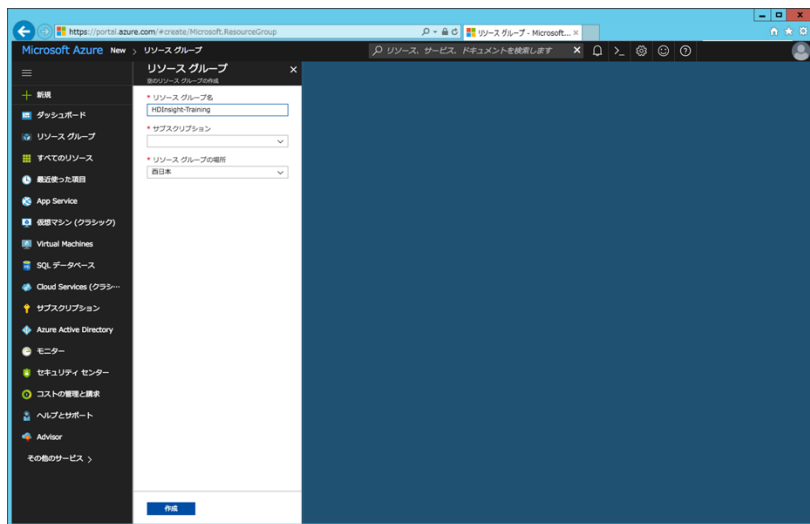 https://portal.azure.com/#create/Microsoft.ResourceGroup
リソース グループ - Microsoft...
Microsoft Azure New > リソース グループ
リソース、サービス、ドキュメントを検索します
リソース グループ
空のリソース グループの作成
* リソース グループ名
HDInsight-Training
* サブスクリプション
* リソース グループの場所
西日本
作成
新規
ダッシュボード
リソース グループ
すべてのリソース
最近使った項目
App Service
仮想マシン (クラシック)
Virtual Machines
SQL データベース
Cloud Services (クラシ…
サブスクリプション
Azure Active Directory
モニター
セキュリティ センター
コストの管理と請求
ヘルプとサポート
Advisor
その他のサービス >